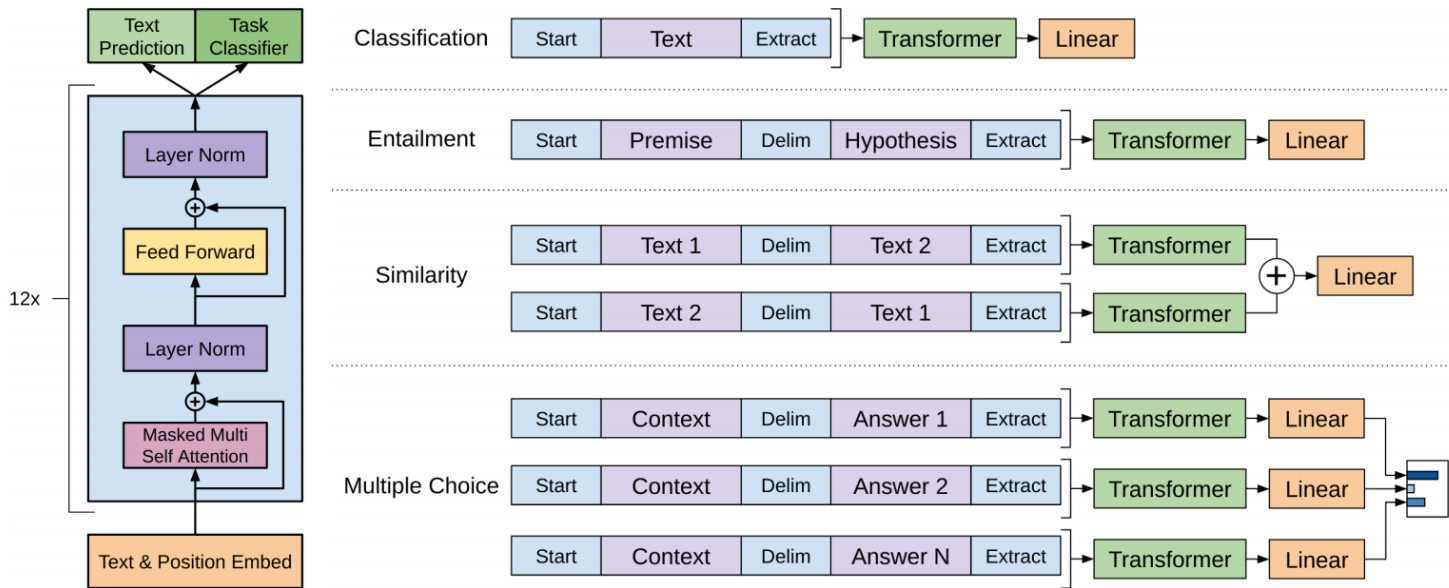 Text
Prediction
Task
Classifier
Layer Norm
Feed Forward
12x
Layer Norm
Masked Multi
Self Attention
Text & Position Embed
Classification
Start Text Extract Transformer Linear
Entailment
Start Premise Delim Hypothesis Extract Transformer Linear
Similarity
Start Text 1 Delim Text 2 Extract Transformer
+ Linear
Start Text 2 Delim Text 1 Extract Transformer
Multiple Choice
Start Context Delim Answer 1 Extract Transformer Linear
Start Context Delim Answer 2 Extract Transformer Linear
Start Context Delim Answer N Extract Transformer Linear